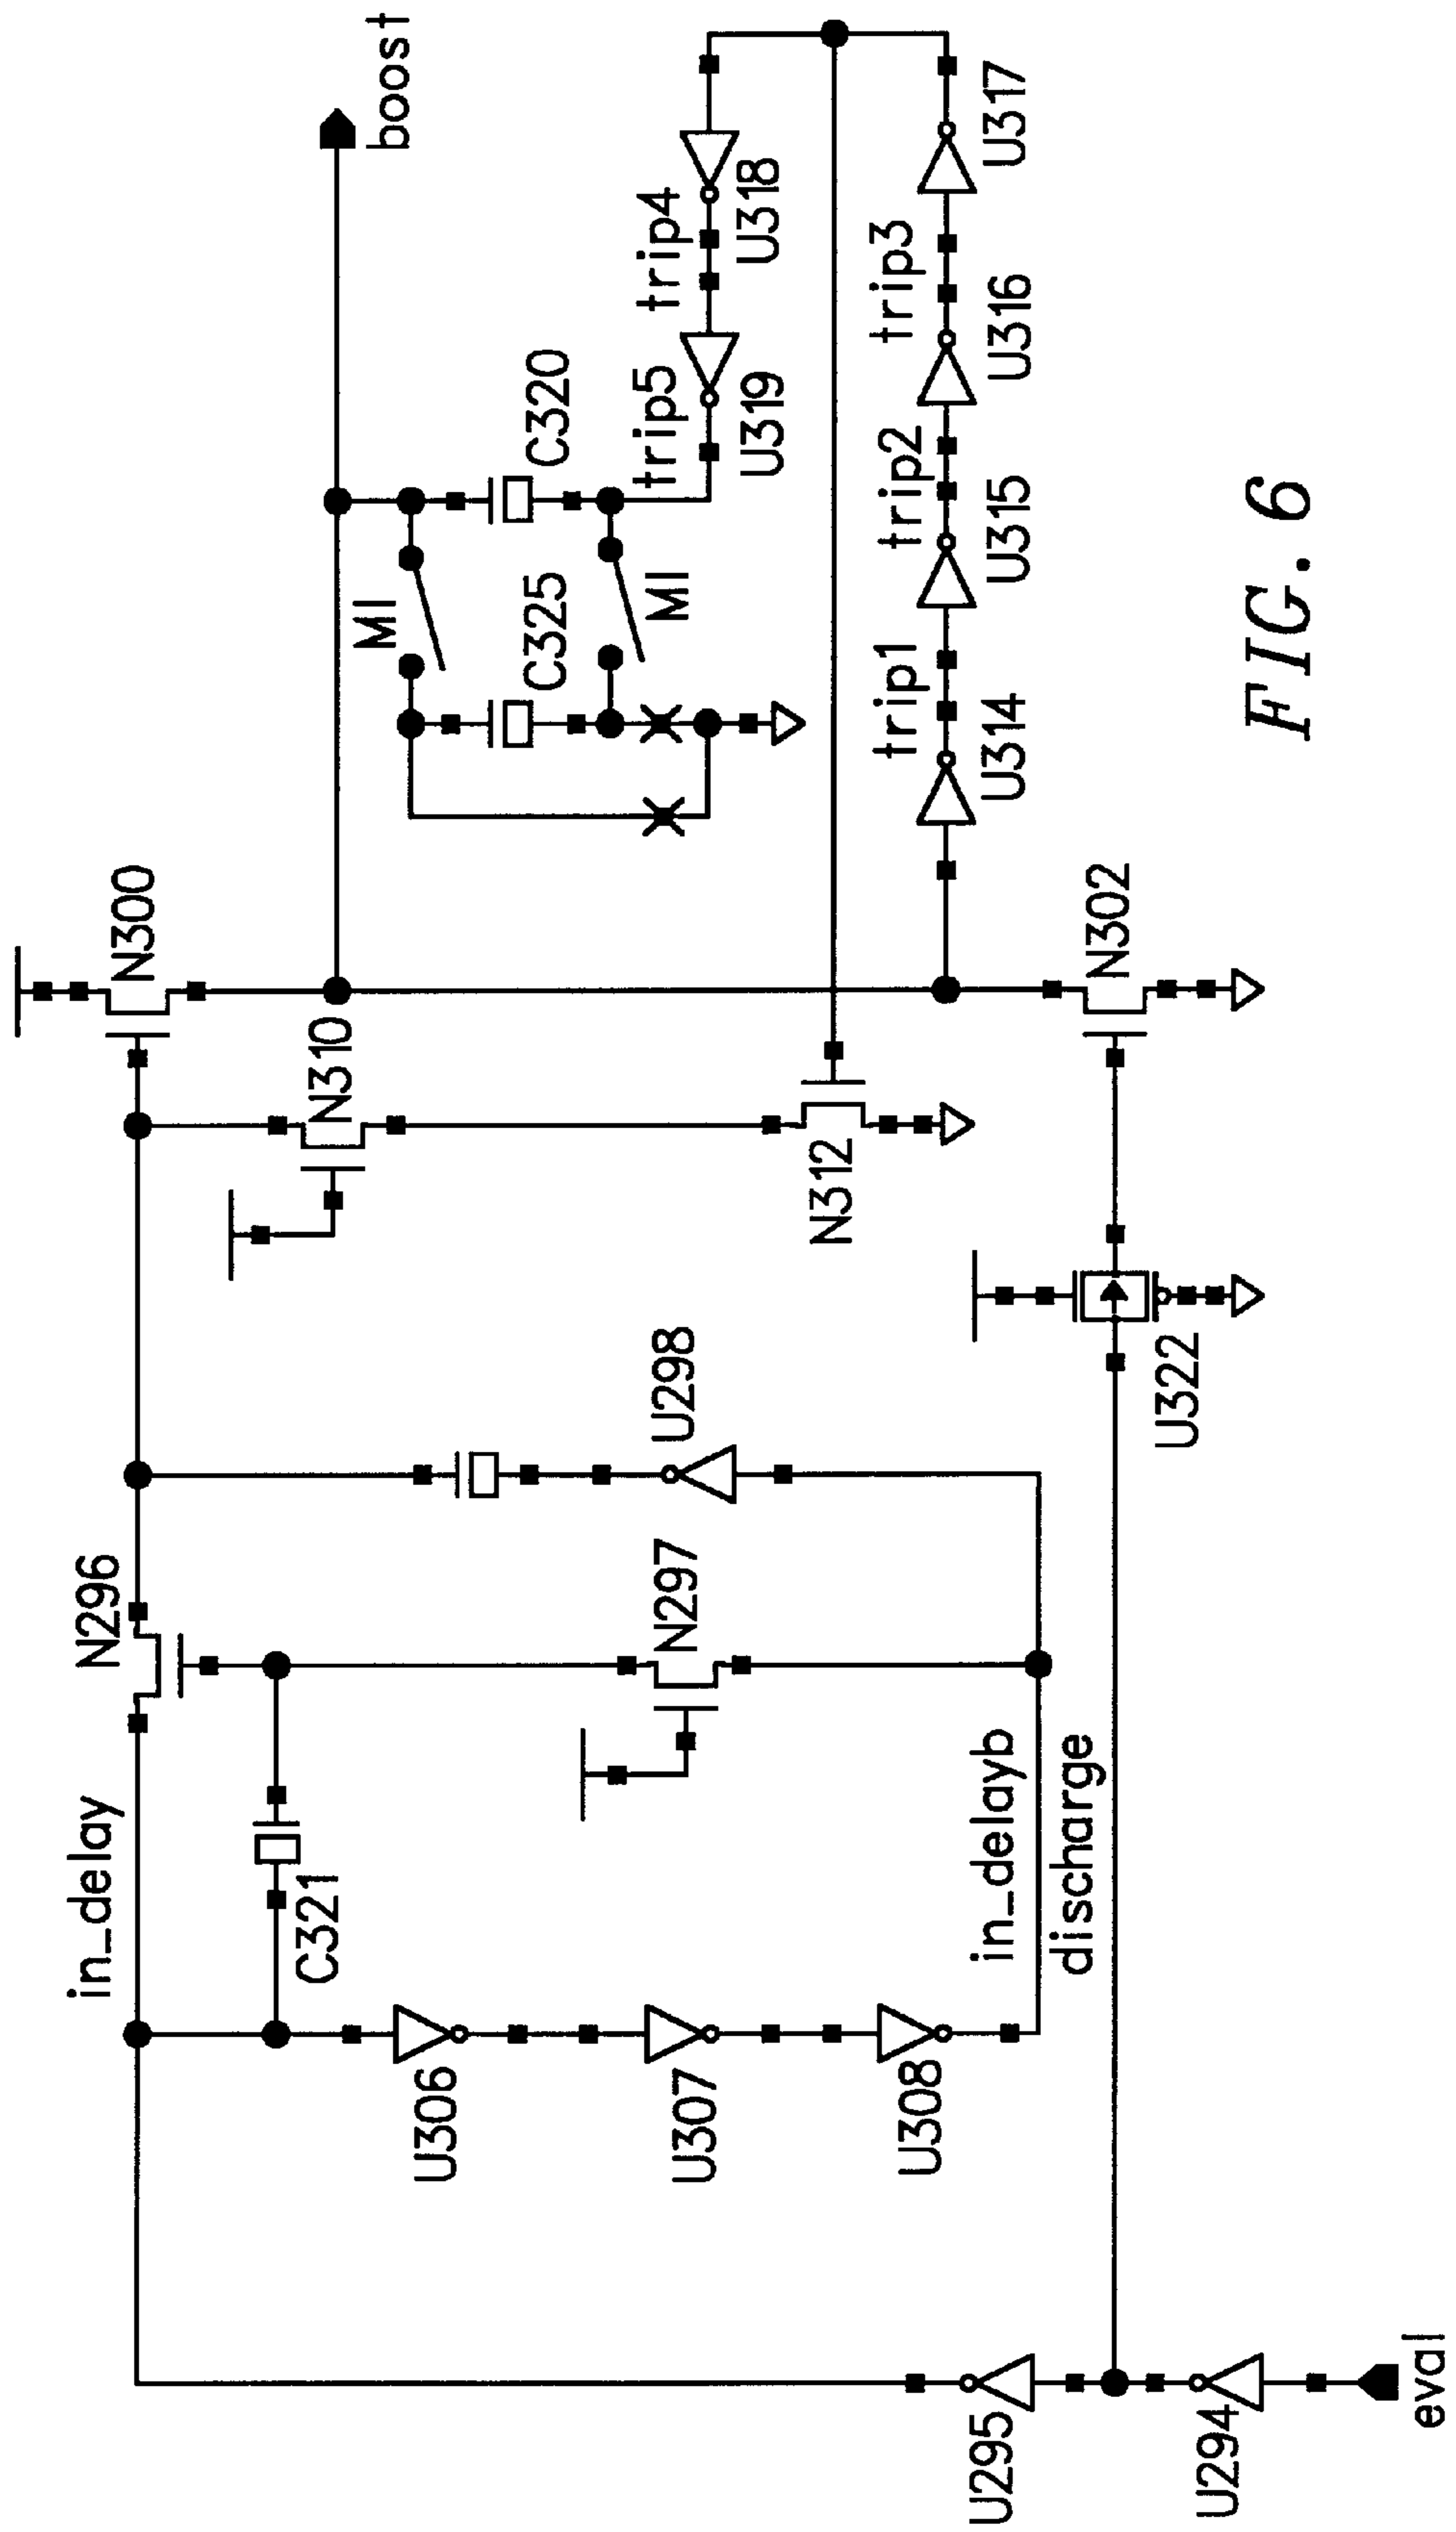 N296
in_delay
C321
U306
U307
U308
N297
U298
in_delayb
discharge
U295
U294
eval
U322
N300
N310
N312
N302
boost
MI
C325
C320
MI
trip5
U319
trip4
U318
trip1
U314
trip2
U315
trip3
U316
U317
FIG. 6